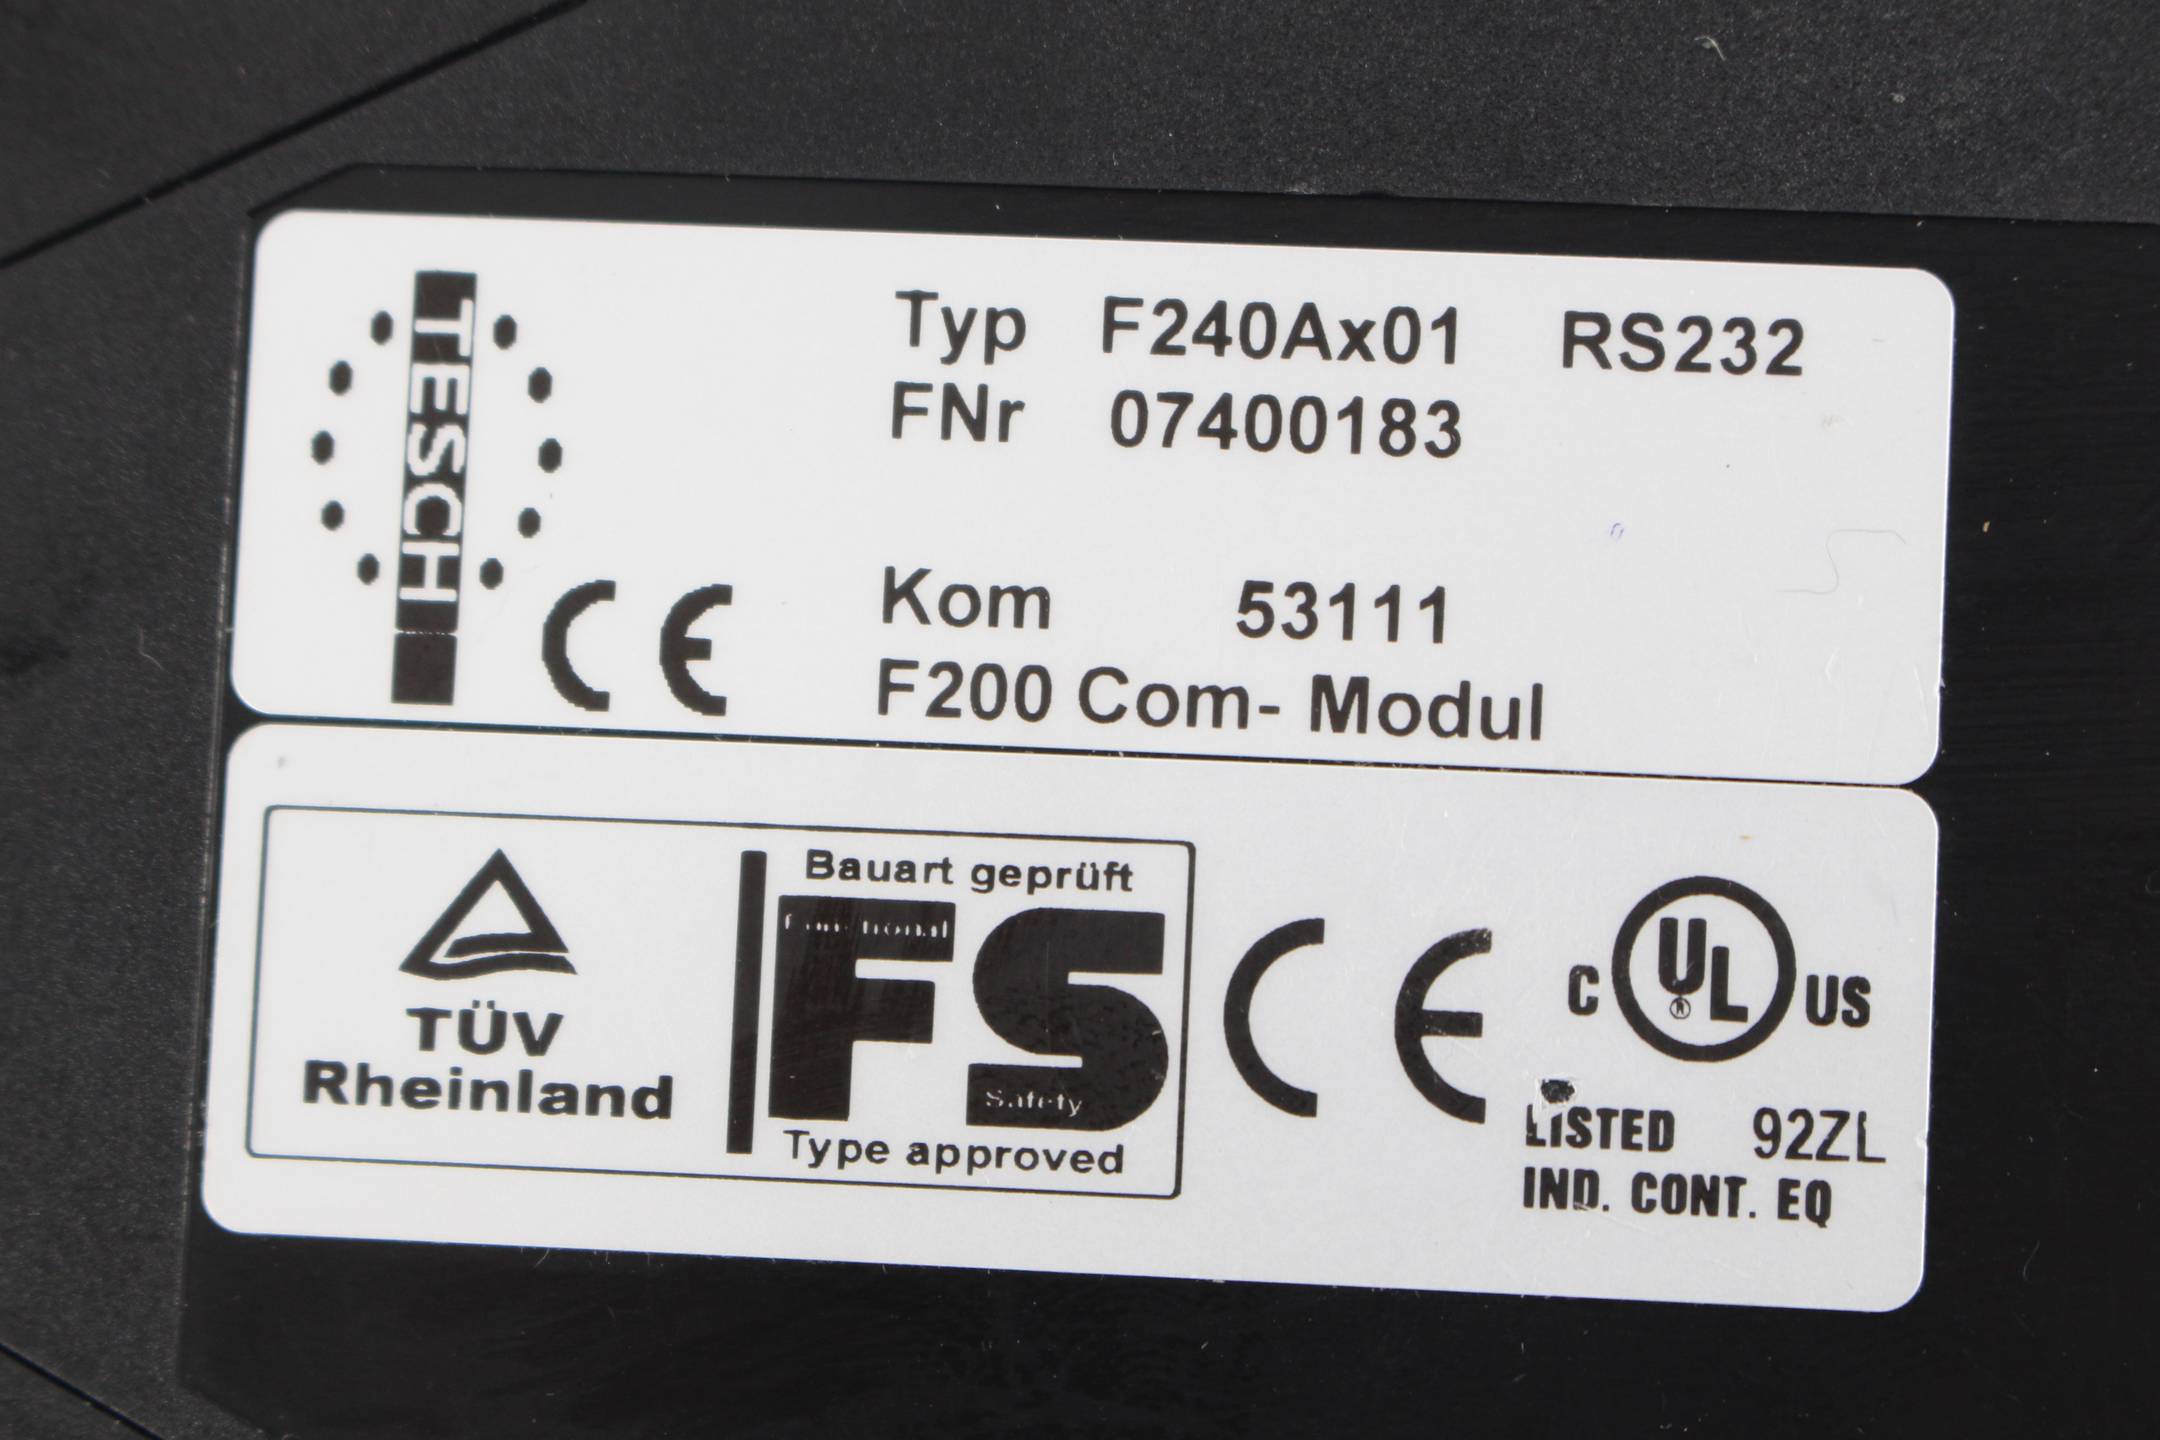 TESCH
Typ F240Ax01 RS232
FNr 07400183
Kom 53111
F200 Com- Modul
CE
TÜV
Rheinland
Bauart geprüft
Functional
FS
Safety
Type approved
CE
C UL® US
LISTED 92ZL
IND. CONT. EQ